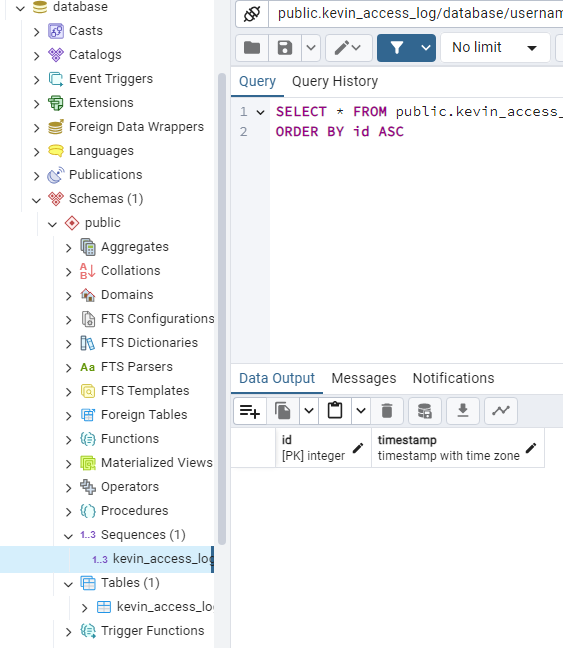 database
Casts
Catalogs
Event Triggers
Extensions
Foreign Data Wrappers
Languages
Publications
Schemas (1)
public
Aggregates
Collations
Domains
FTS Configurations
FTS Dictionaries
Aa FTS Parsers
FTS Templates
Foreign Tables
Functions
Materialized Views
Operators
Procedures
1..3 Sequences (1)
1..3 kevin_access_log
Tables (1)
kevin_access_lo
Trigger Functions
public.kevin_access_log/database/usernam
No limit
Query Query History
1 SELECT * FROM public.kevin_access_
2 ORDER BY id ASC
Data Output Messages Notifications
id timestamp
[PK] integer timestamp with time zone